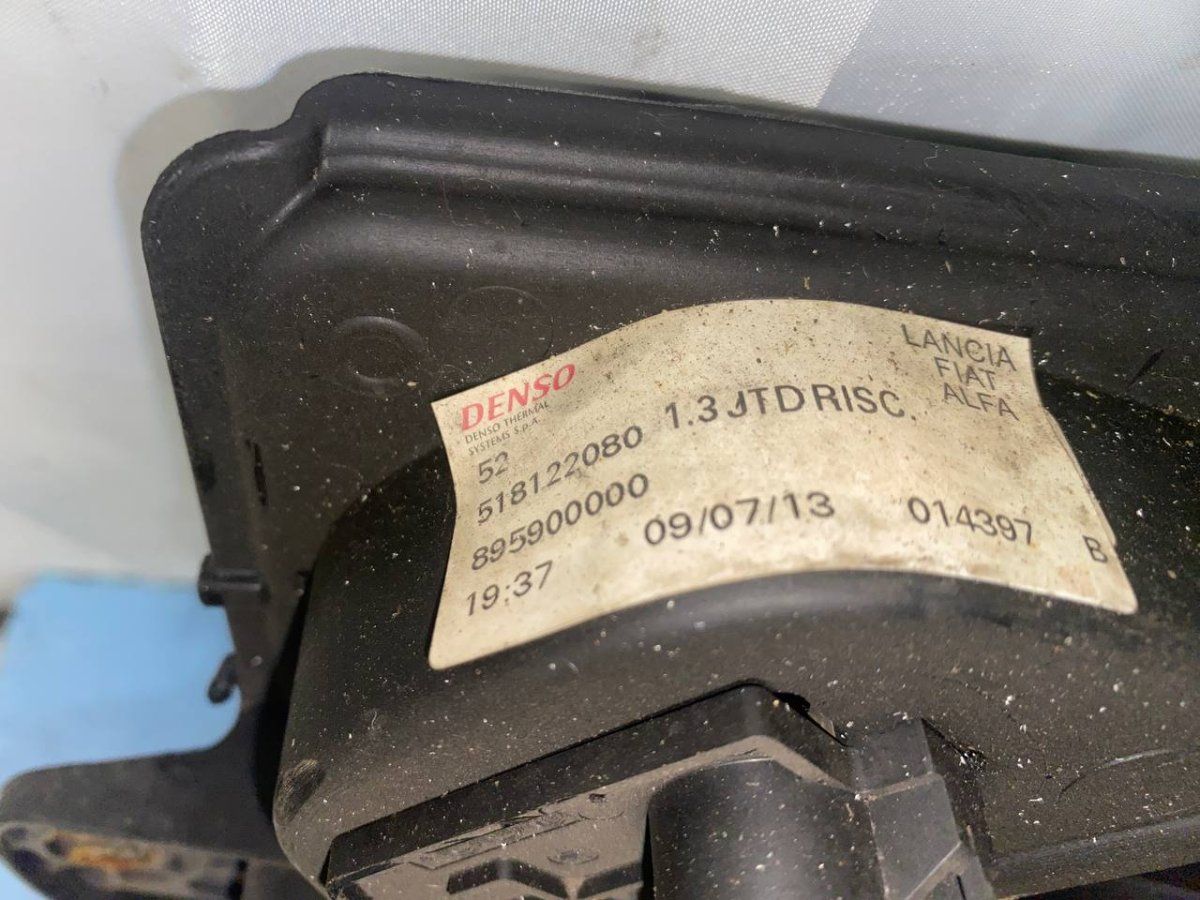 DENSO
DENSO THERMAL
SYSTEMS S.P.A.
LANCIA
FIAT
ALFA
52
518122080 1.3 JTD RISC.
895900000
19:37 09/07/13 014397 B